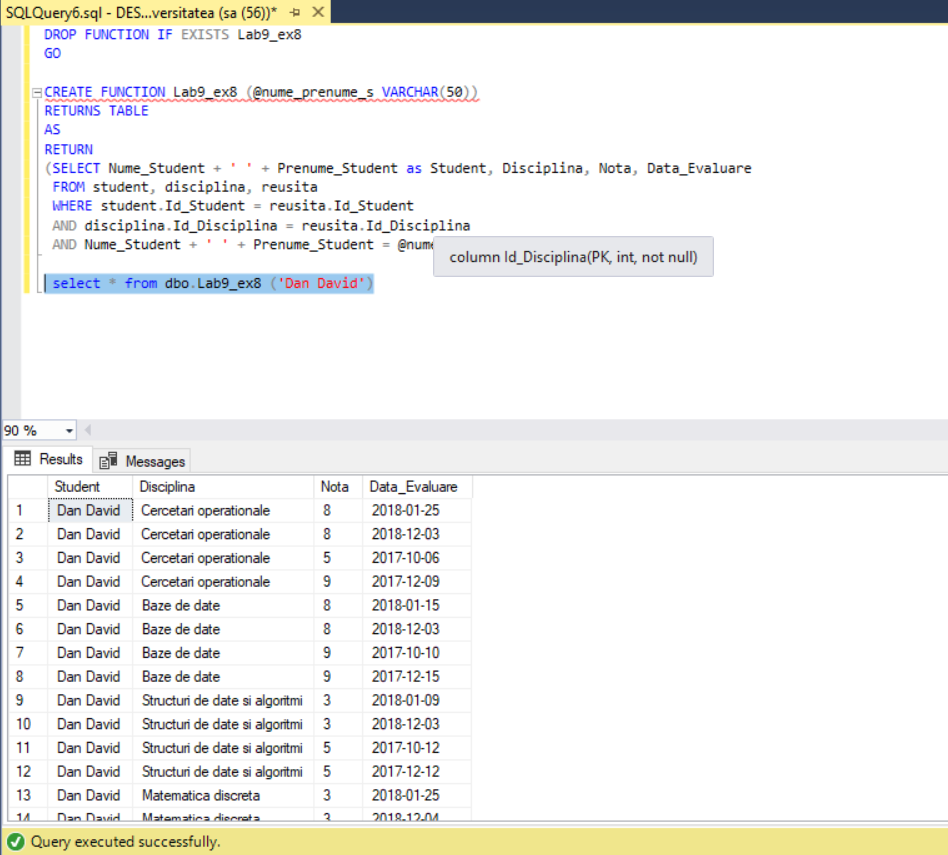 SQLQuery6.sql - DES...versitatea (sa (56))*
DROP FUNCTION IF EXISTS Lab9_ex8
GO
CREATE FUNCTION Lab9_ex8 (@nume_prenume_s VARCHAR(50))
RETURNS TABLE
AS
RETURN
(SELECT Nume_Student + ' ' + Prenume_Student as Student, Disciplina, Nota, Data_Evaluare
FROM student, disciplina, reusita
WHERE student.Id_Student = reusita.Id_Student
AND disciplina.Id_Disciplina = reusita.Id_Disciplina
AND Nume_Student + ' ' + Prenume_Student = @nume
column Id_Disciplina(PK, int, not null)
select * from dbo.Lab9_ex8 ('Dan David')
90 %
Results Messages
Student Disciplina Nota Data_Evaluare
1 Dan David Cercetari operationale 8 2018-01-25
2 Dan David Cercetari operationale 8 2018-12-03
3 Dan David Cercetari operationale 5 2017-10-06
4 Dan David Cercetari operationale 9 2017-12-09
5 Dan David Baze de date 8 2018-01-15
6 Dan David Baze de date 8 2018-12-03
7 Dan David Baze de date 9 2017-10-10
8 Dan David Baze de date 9 2017-12-15
9 Dan David Structuri de date si algoritmi 3 2018-01-09
10 Dan David Structuri de date si algoritmi 3 2018-12-03
11 Dan David Structuri de date si algoritmi 5 2017-10-12
12 Dan David Structuri de date si algoritmi 5 2017-12-12
13 Dan David Matematica discreta 3 2018-01-25
14 Dan David Matematica discreta 3 2018-12-04
Query executed successfully.